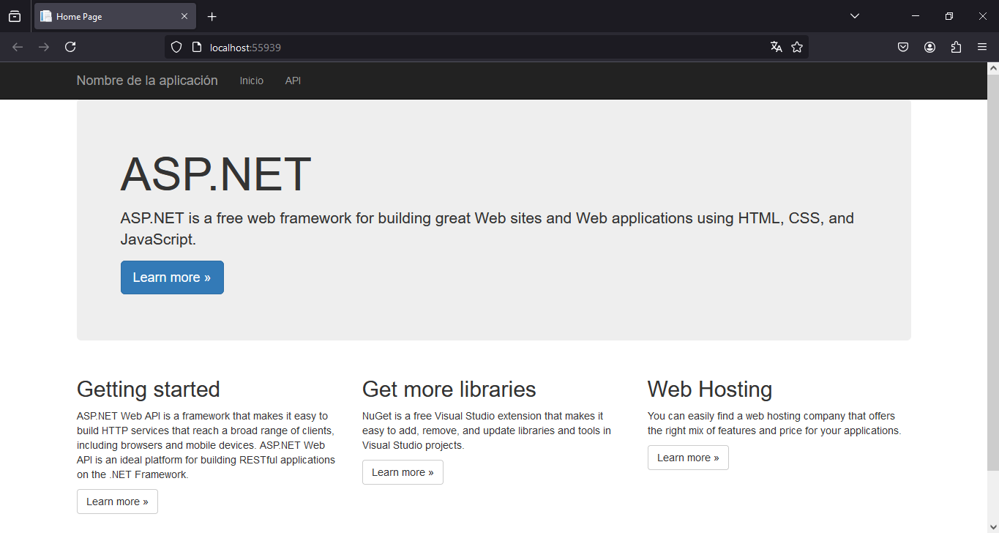 Home Page
localhost:55939
Nombre de la aplicación
Inicio
API
ASP.NET
ASP.NET is a free web framework for building great Web sites and Web applications using HTML, CSS, and
JavaScript.
Learn more »
Getting started
ASP.NET Web API is a framework that makes it easy to
build HTTP services that reach a broad range of clients,
including browsers and mobile devices. ASP.NET Web
API is an ideal platform for building RESTful applications
on the .NET Framework.
Learn more »
Get more libraries
NuGet is a free Visual Studio extension that makes it
easy to add, remove, and update libraries and tools in
Visual Studio projects.
Learn more »
Web Hosting
You can easily find a web hosting company that offers
the right mix of features and price for your applications.
Learn more »